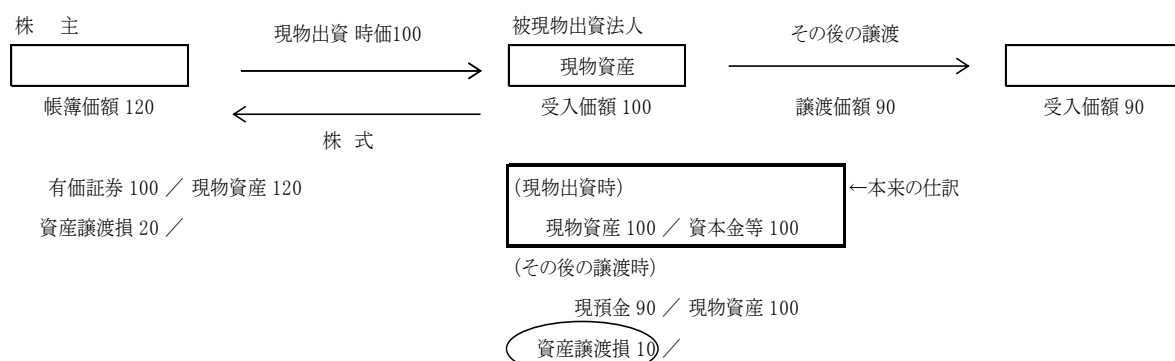 株 主
現物出資 時価100
被現物出資法人
その後の譲渡
現物資産
帳簿価額 120
受入価額 100
譲渡価額 90
受入価額 90
株 式
有価証券 100 ／ 現物資産 120
資産譲渡損 20 ／
(現物出資時)
←本来の仕訳
現物資産 100 ／ 資本金等 100
(その後の譲渡時)
現預金 90 ／ 現物資産 100
資産譲渡損 10 ／